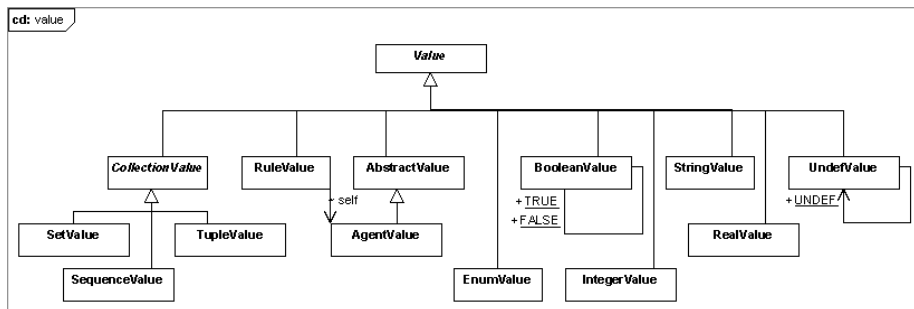 cd: value
Value
CollectionValue
RuleValue
AbstractValue
BooleanValue
StringValue
UndefValue
~ self
+ TRUE
+ FALSE
+ UNDEF
SetValue
TupleValue
AgentValue
RealValue
SequenceValue
EnumValue
IntegerValue